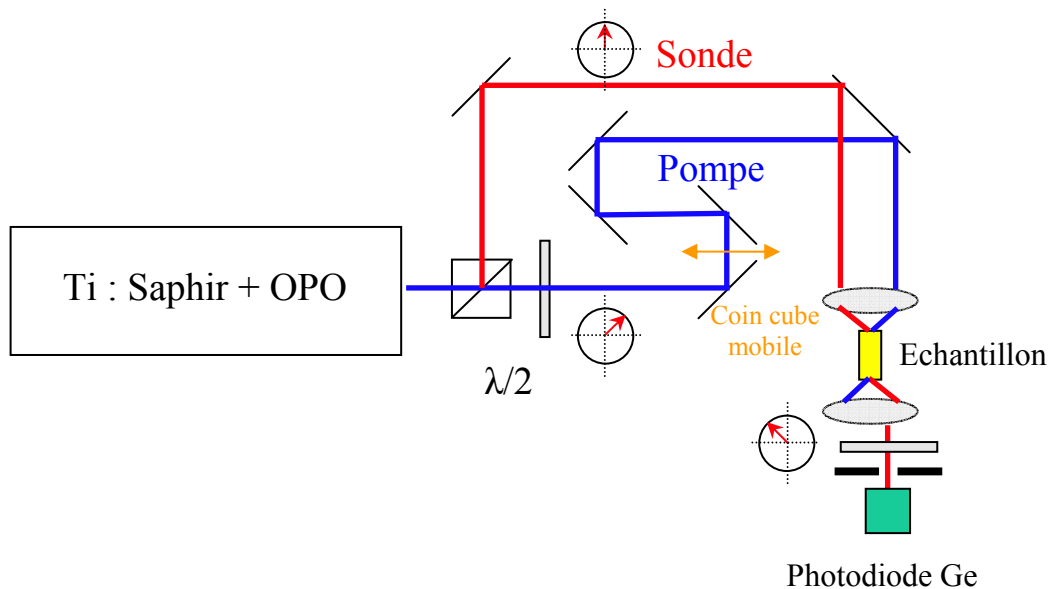 Sonde
Pompe
Ti : Saphir + OPO
Coin cube
mobile
Echantillon
λ/2
Photodiode Ge